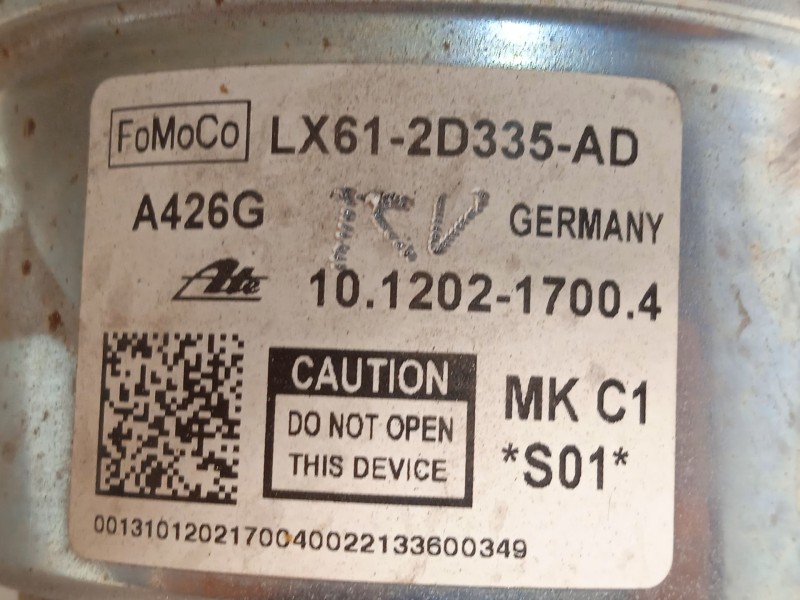 FoMoCo LX61-2D335-AD
A426G GERMANY
Ate 10.1202-1700.4
CAUTION
DO NOT OPEN
THIS DEVICE
MK C1
*S01*
0013101202170040022133600349